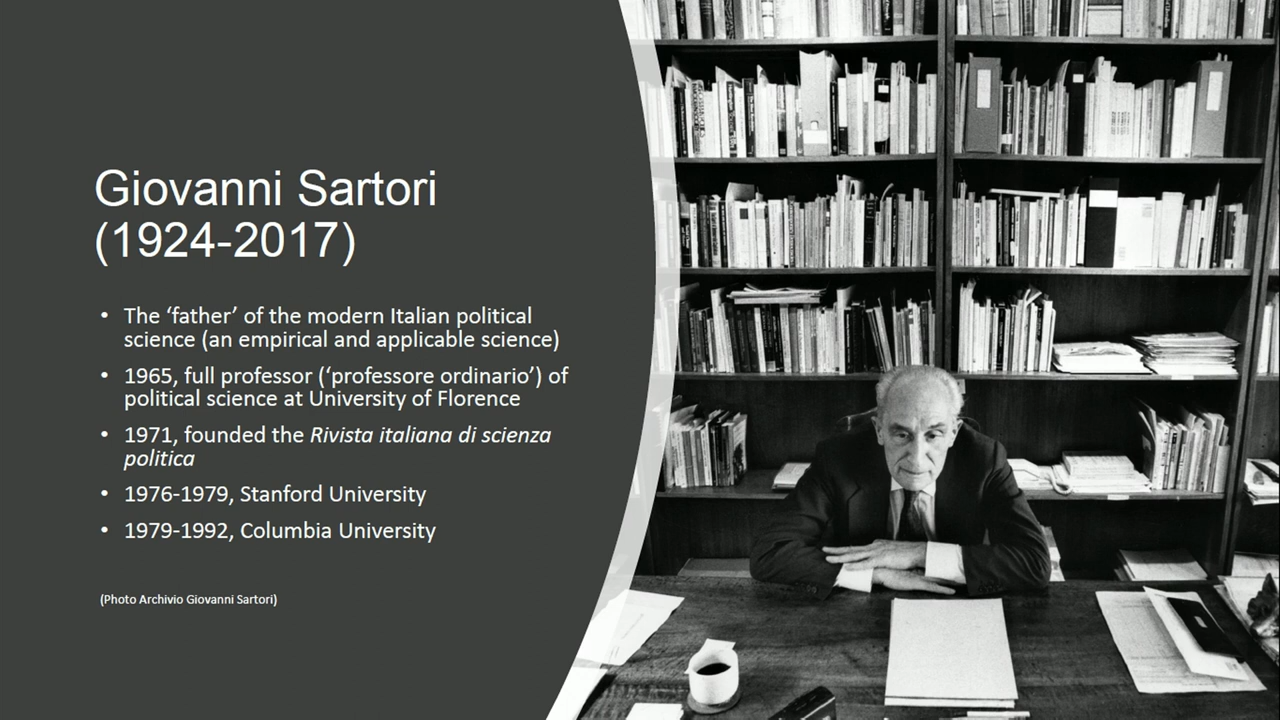 Giovanni Sartori
(1924-2017)
• The ‘father’ of the modern Italian political
science (an empirical and applicable science)
• 1965, full professor (‘professore ordinario’) of
political science at University of Florence
• 1971, founded the Rivista italiana di scienza
politica
• 1976-1979, Stanford University
• 1979-1992, Columbia University
(Photo Archivio Giovanni Sartori)